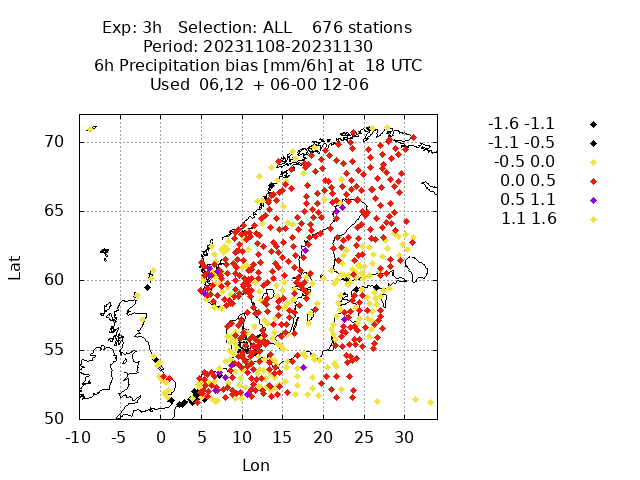 Exp: 3h   Selection: ALL    676 stations
Period: 20231108-20231130
6h Precipitation bias [mm/6h] at  18 UTC
Used 06,12  + 06-00 12-06
-1.6 -1.1
-1.1 -0.5
-0.5 0.0
0.0 0.5
0.5 1.1
1.1 1.6
70
65
60
55
50
Lat
-10 -5 0 5 10 15 20 25 30
Lon